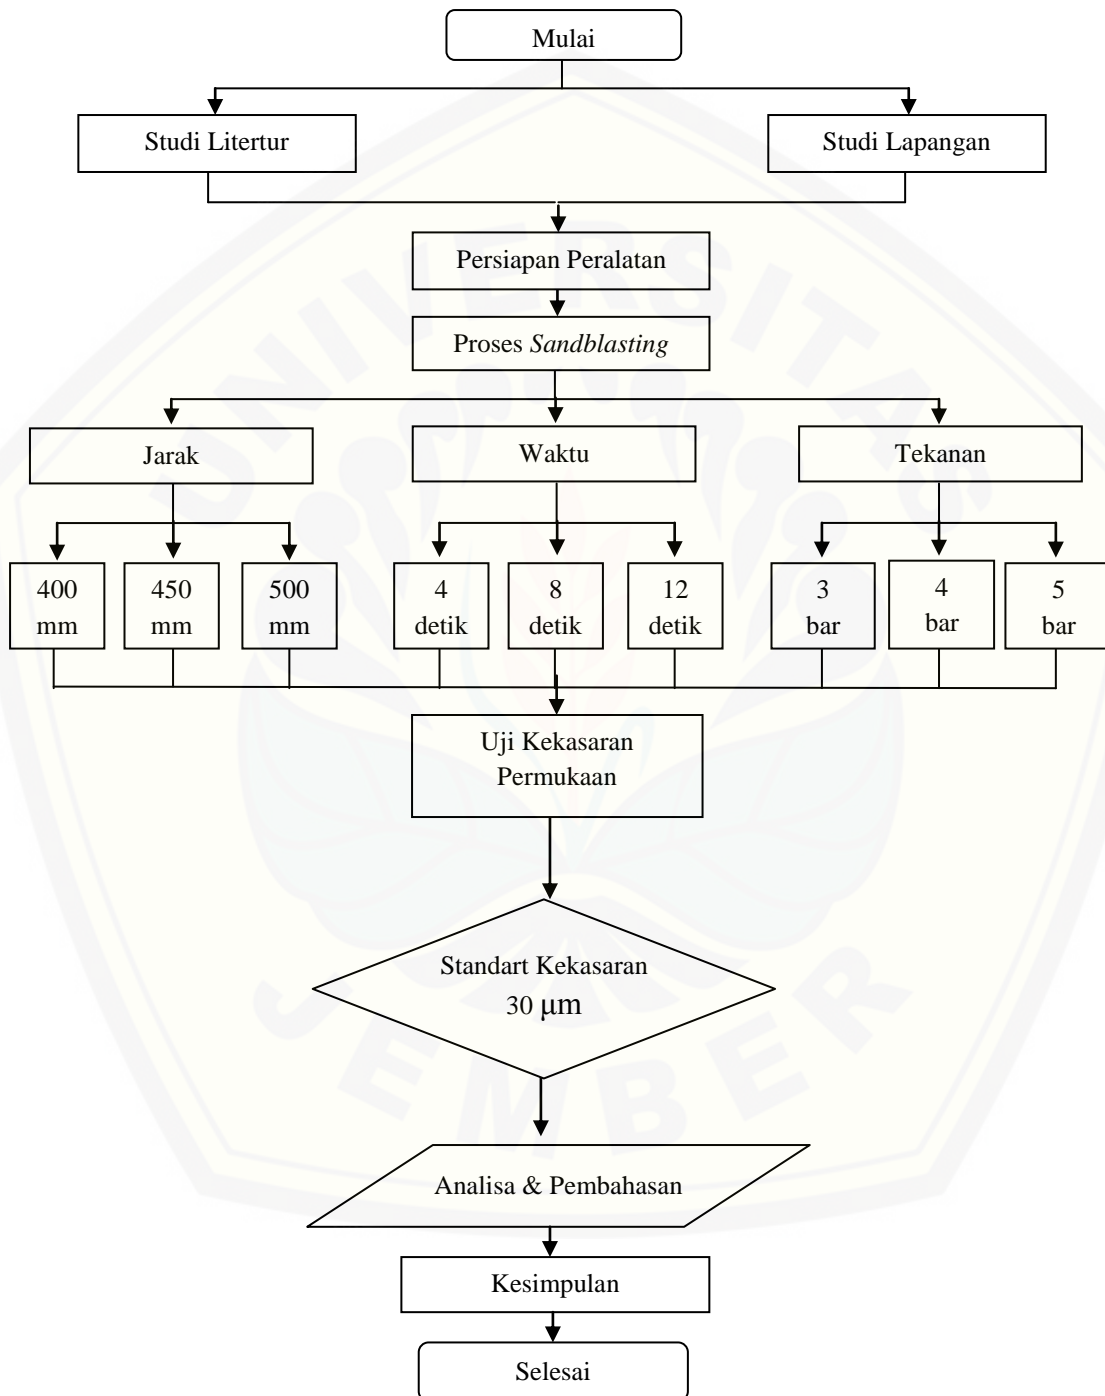 Mulai
Studi Litertur
Studi Lapangan
Persiapan Peralatan
Proses Sandblasting
Jarak
Waktu
Tekanan
400
mm
450
mm
500
mm
4
detik
8
detik
12
detik
3
bar
4
bar
5
bar
Uji Kekasaran
Permukaan
Standart Kekasaran
30 µm
Analisa & Pembahasan
Kesimpulan
Selesai
UNIVERSITAS
JEMBER